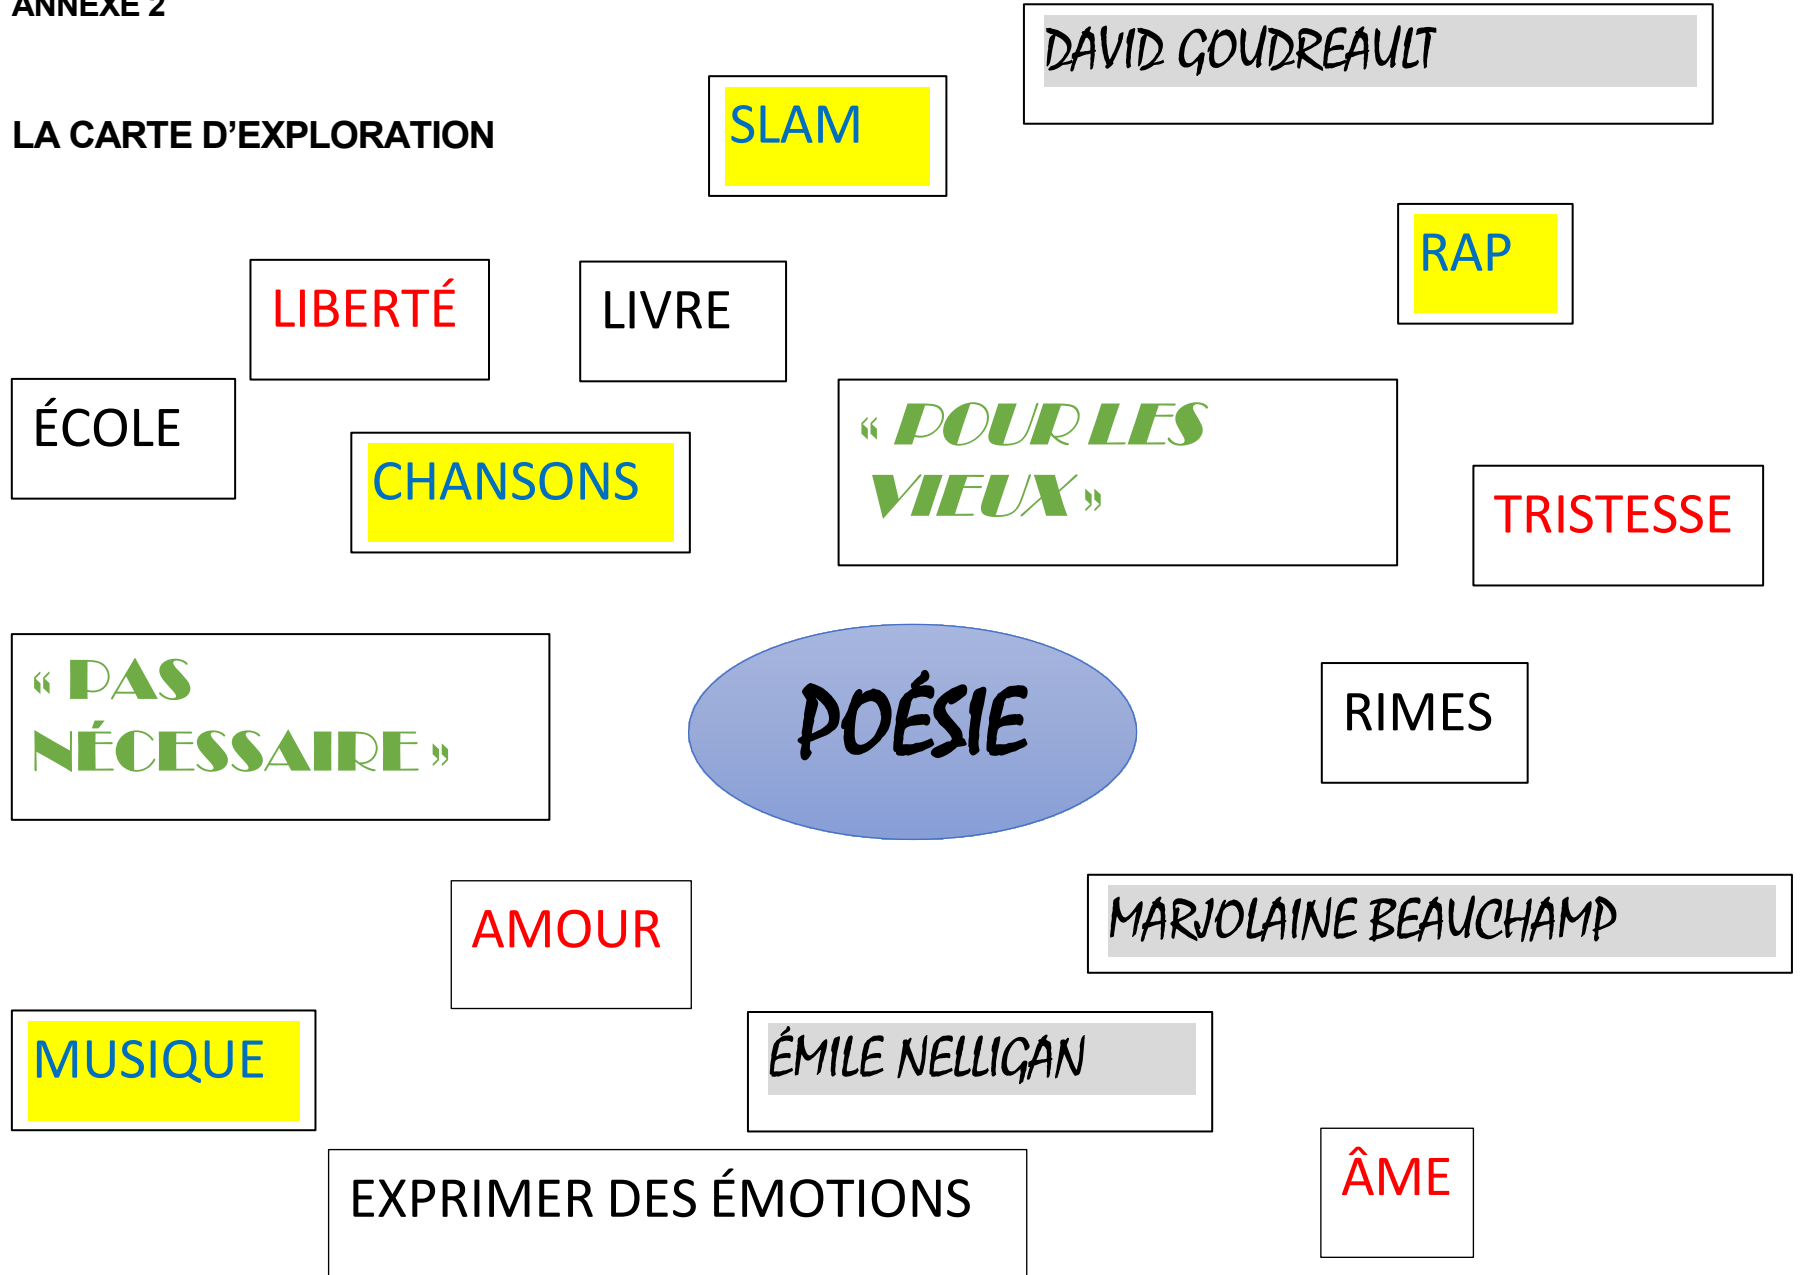 ANNEXE 2
DAVID GOUDREAULT
SLAM
LA CARTE D’EXPLORATION
RAP
LIBERTÉ
LIVRE
ÉCOLE
« POUR LES
VIEUX »
CHANSONS
TRISTESSE
« PAS
NÉCESSAIRE »
POÉSIE
RIMES
AMOUR
MARJOLAINE BEAUCHAMP
MUSIQUE
ÉMILE NELLIGAN
EXPRIMER DES ÉMOTIONS
ÂME